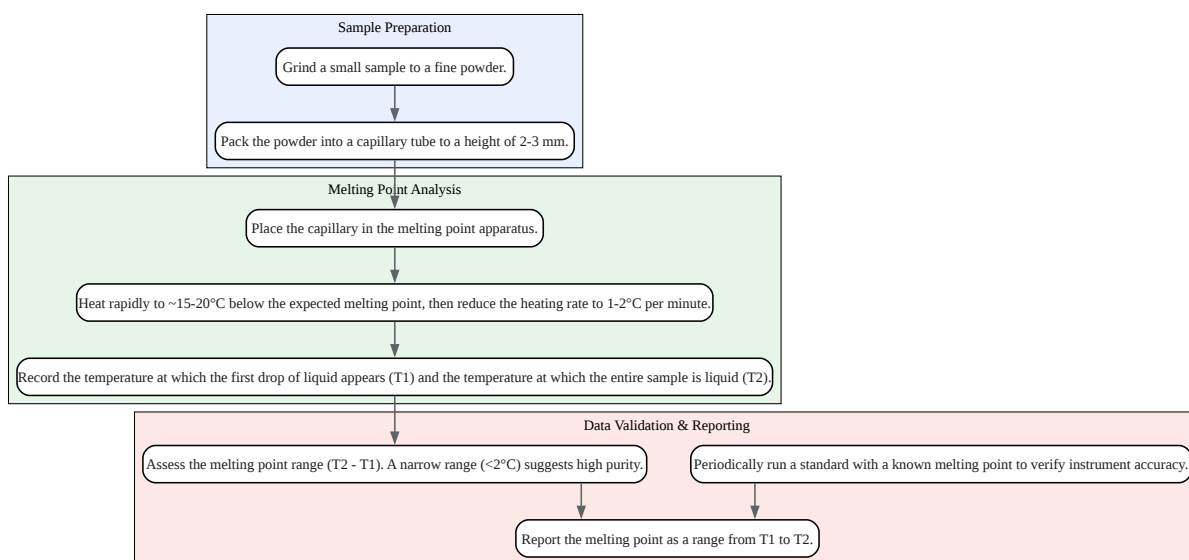 Sample Preparation
Grind a small sample to a fine powder.
Pack the powder into a capillary tube to a height of 2-3 mm.
Melting Point Analysis
Place the capillary in the melting point apparatus.
Heat rapidly to ~15-20°C below the expected melting point, then reduce the heating rate to 1-2°C per minute.
Record the temperature at which the first drop of liquid appears (T1) and the temperature at which the entire sample is liquid (T2).
Data Validation & Reporting
Assess the melting point range (T2 - T1). A narrow range (<2°C) suggests high purity.
Periodically run a standard with a known melting point to verify instrument accuracy.
Report the melting point as a range from T1 to T2.